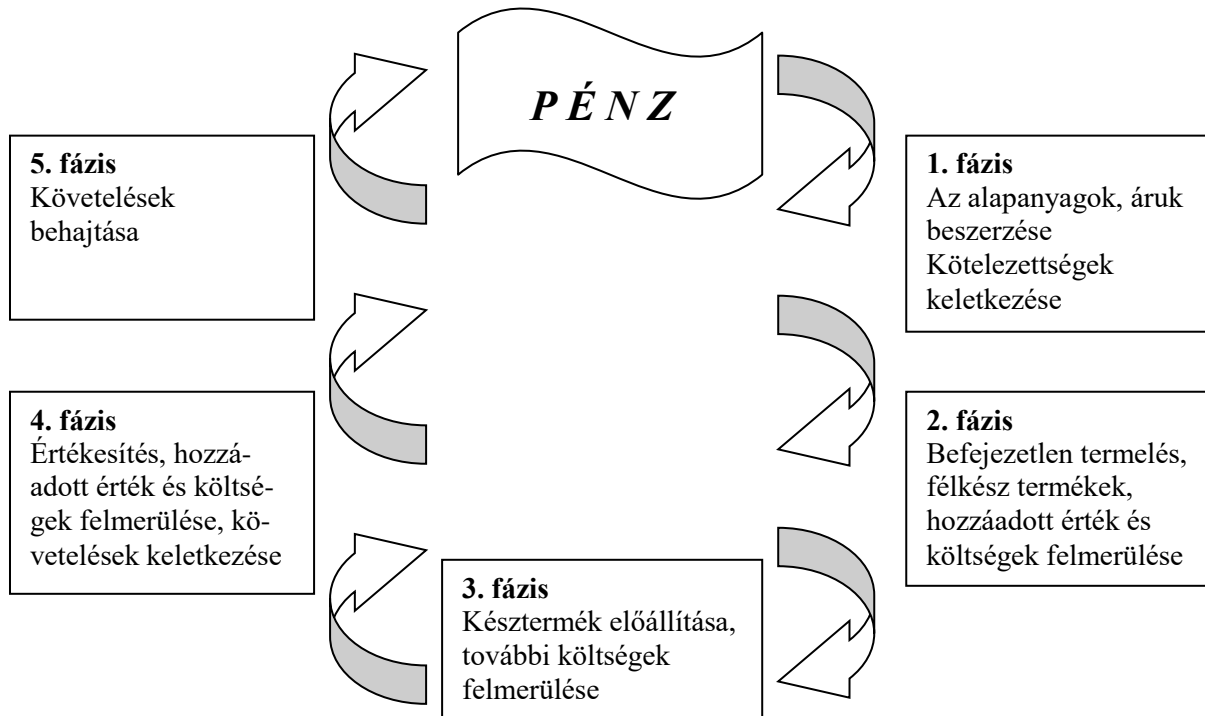 P É N Z
1. fázis
Az alapanyagok, áruk
beszerzése
Kötelezettségek
keletkezése
2. fázis
Befejezetlen termelés,
félkész termékek,
hozzáadott érték és
költségek felmerülése
3. fázis
Késztermék előállítása,
további költségek
felmerülése
4. fázis
Értékesítés, hozzá-
adott érték és költsé-
gek felmerülése, kö-
vetelések keletkezése
5. fázis
Követelések
behajtása